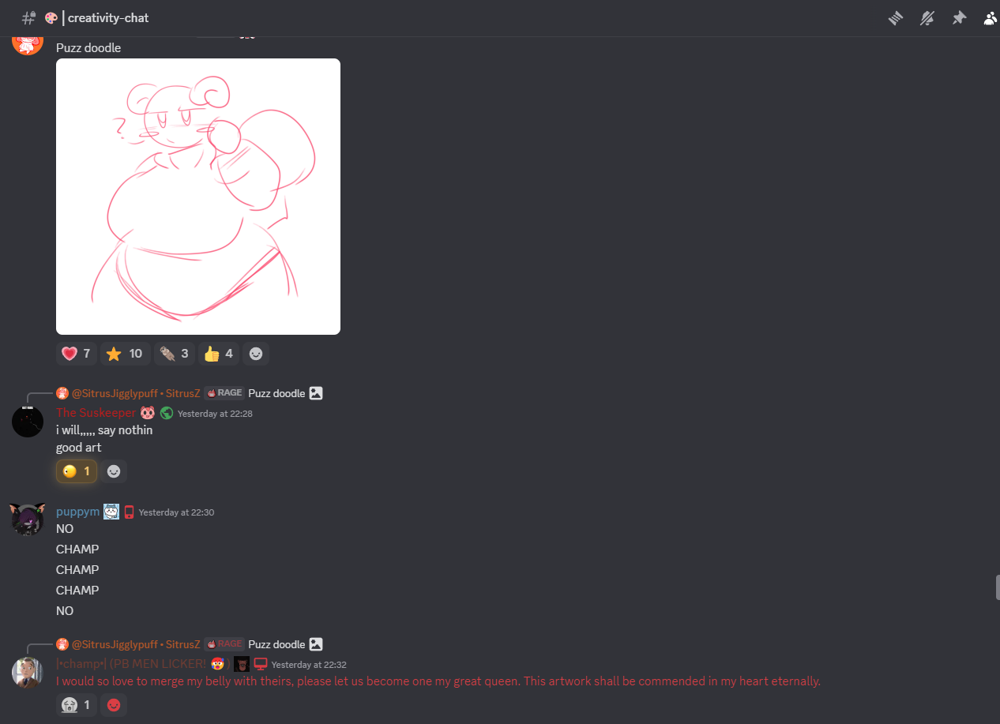 creativity-chat
Puzz doodle
?
7 10 3 4
@SitrusJigglypuff • SitrusZ RAGE Puzz doodle
The Suskeeper Yesterday at 22:28
i will,,,,, say nothin
good art
1
puppym Yesterday at 22:30
NO
CHAMP
CHAMP
CHAMP
NO
@SitrusJigglypuff • SitrusZ RAGE Puzz doodle
|•champ•| (PB MEN LICKER! ) Yesterday at 22:32
I would so love to merge my belly with theirs, please let us become one my great queen. This artwork shall be commended in my heart eternally.
1